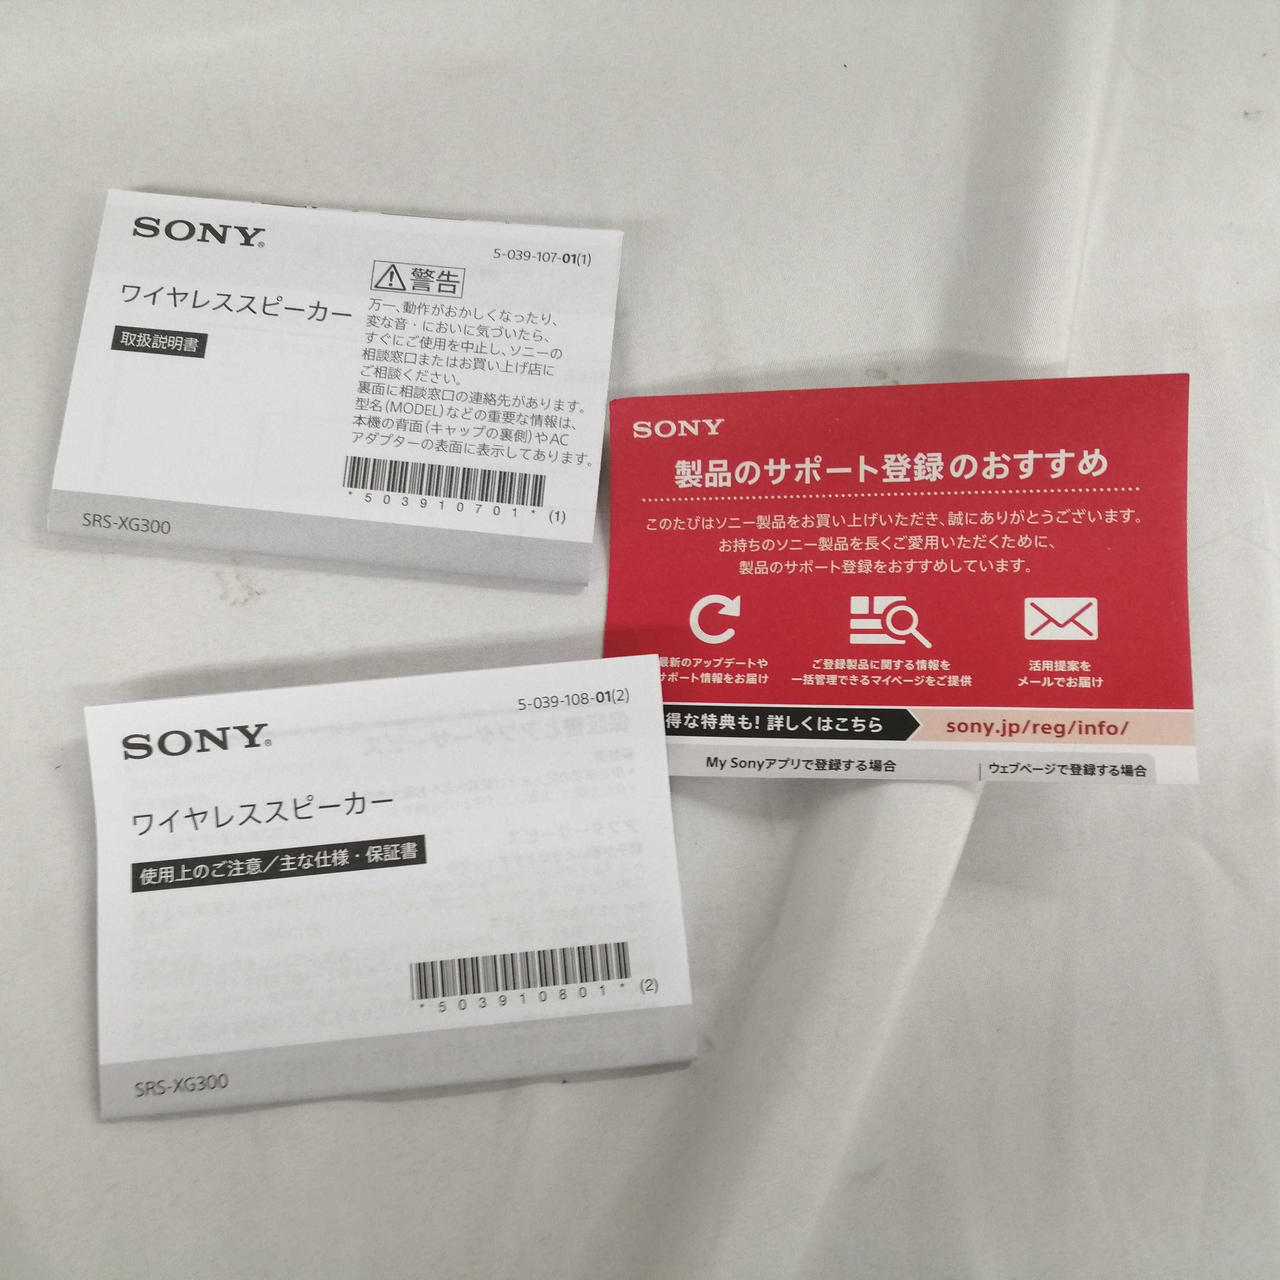 SONY
5-039-107-01(1)
ワイヤレススピーカー
取扱説明書
警告
万一、動作がおかしくなったり、
変な音・においに気づいたら、
すぐにご使用を中止し、ソニーの
相談窓口またはお買い上げ店に
ご相談ください。
裏面に相談窓口の連絡先があります。
型名(MODEL)などの重要な情報は、
本機の背面(キャップの裏側)やAC
アダプターの表面に表示してあります。
*503910701* (1)
SRS-XG300
SONY
製品のサポート登録のおすすめ
このたびはソニー製品をお買い上げいただき、誠にありがとうございます。
お持ちのソニー製品を長くご愛用いただくために、
製品のサポート登録をおすすめしています。
最新のアップデートや
サポート情報をお届け
ご登録製品に関する情報を
一括管理できるマイページをご提供
活用提案を
メールでお届け
得な特典も! 詳しくはこちら
sony.jp/reg/info/
My Sonyアプリで登録する場合
ウェブページで登録する場合
SONY
5-039-108-01(2)
ワイヤレススピーカー
使用上のご注意/主な仕様・保証書
*503910801* (2)
SRS-XG300